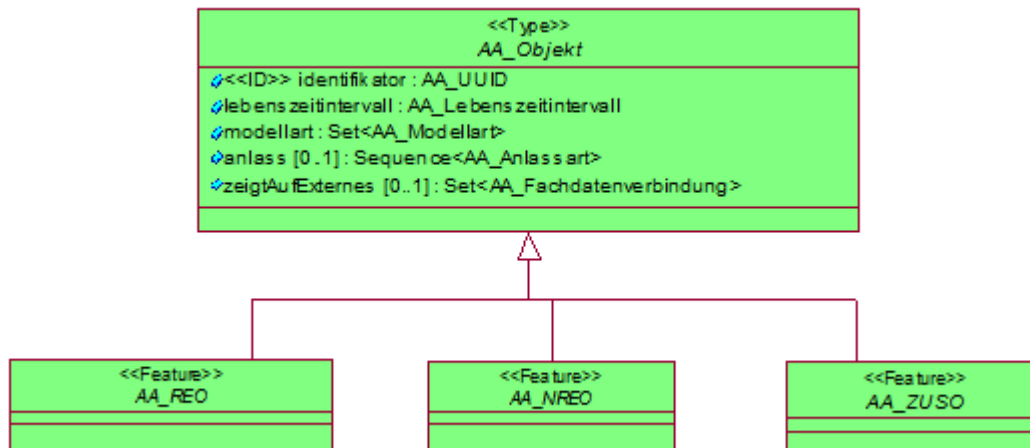 <<Type>>
AA_Objekt
<<ID>> identifikator : AA_UUID
lebenszeitintervall : AA_Lebenszeitintervall
modellart : Set<AA_Modellart>
anlass [0..1] : Sequence<AA_Anlassart>
zeigtAufExternes [0..1] : Set<AA_Fachdatenverbindung>
<<Feature>>
AA_REO
<<Feature>>
AA_NREO
<<Feature>>
AA_ZUSO